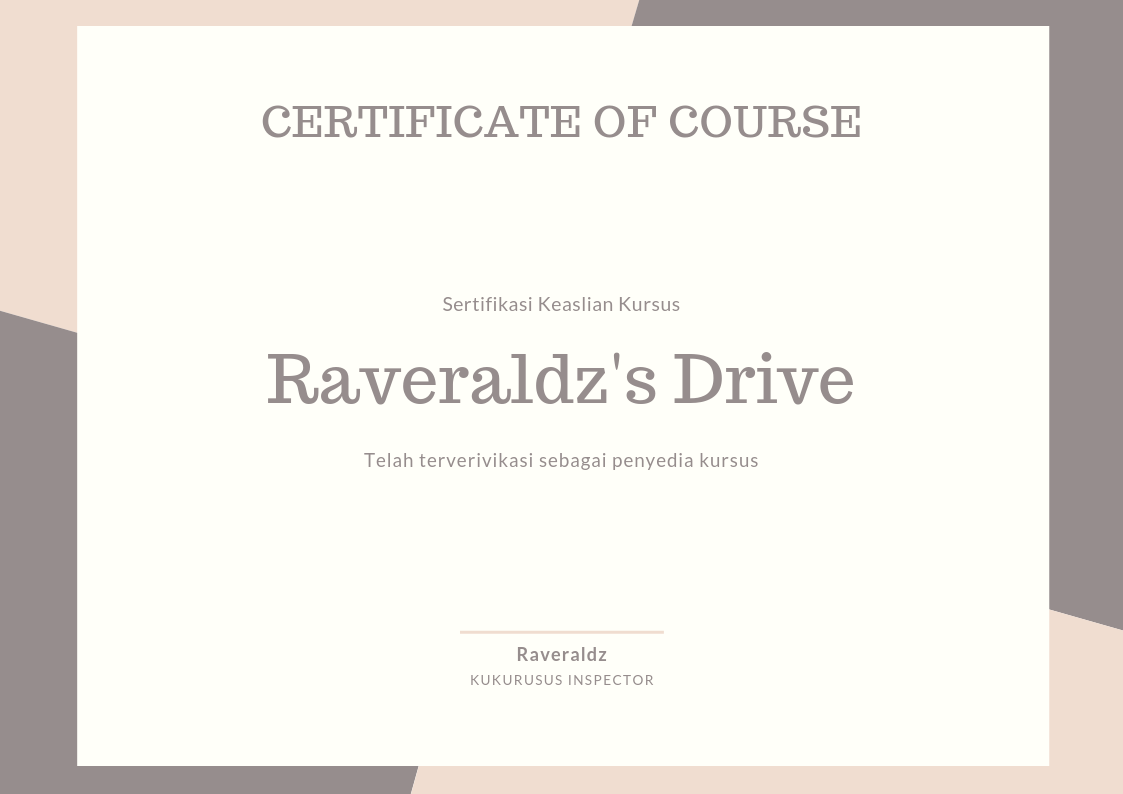 CERTIFICATE OF COURSE
Sertifikasi Keaslian Kursus
Raveraldz's Drive
Telah terverivikasi sebagai penyedia kursus
Raveraldz
KUKURUSUS INSPECTOR